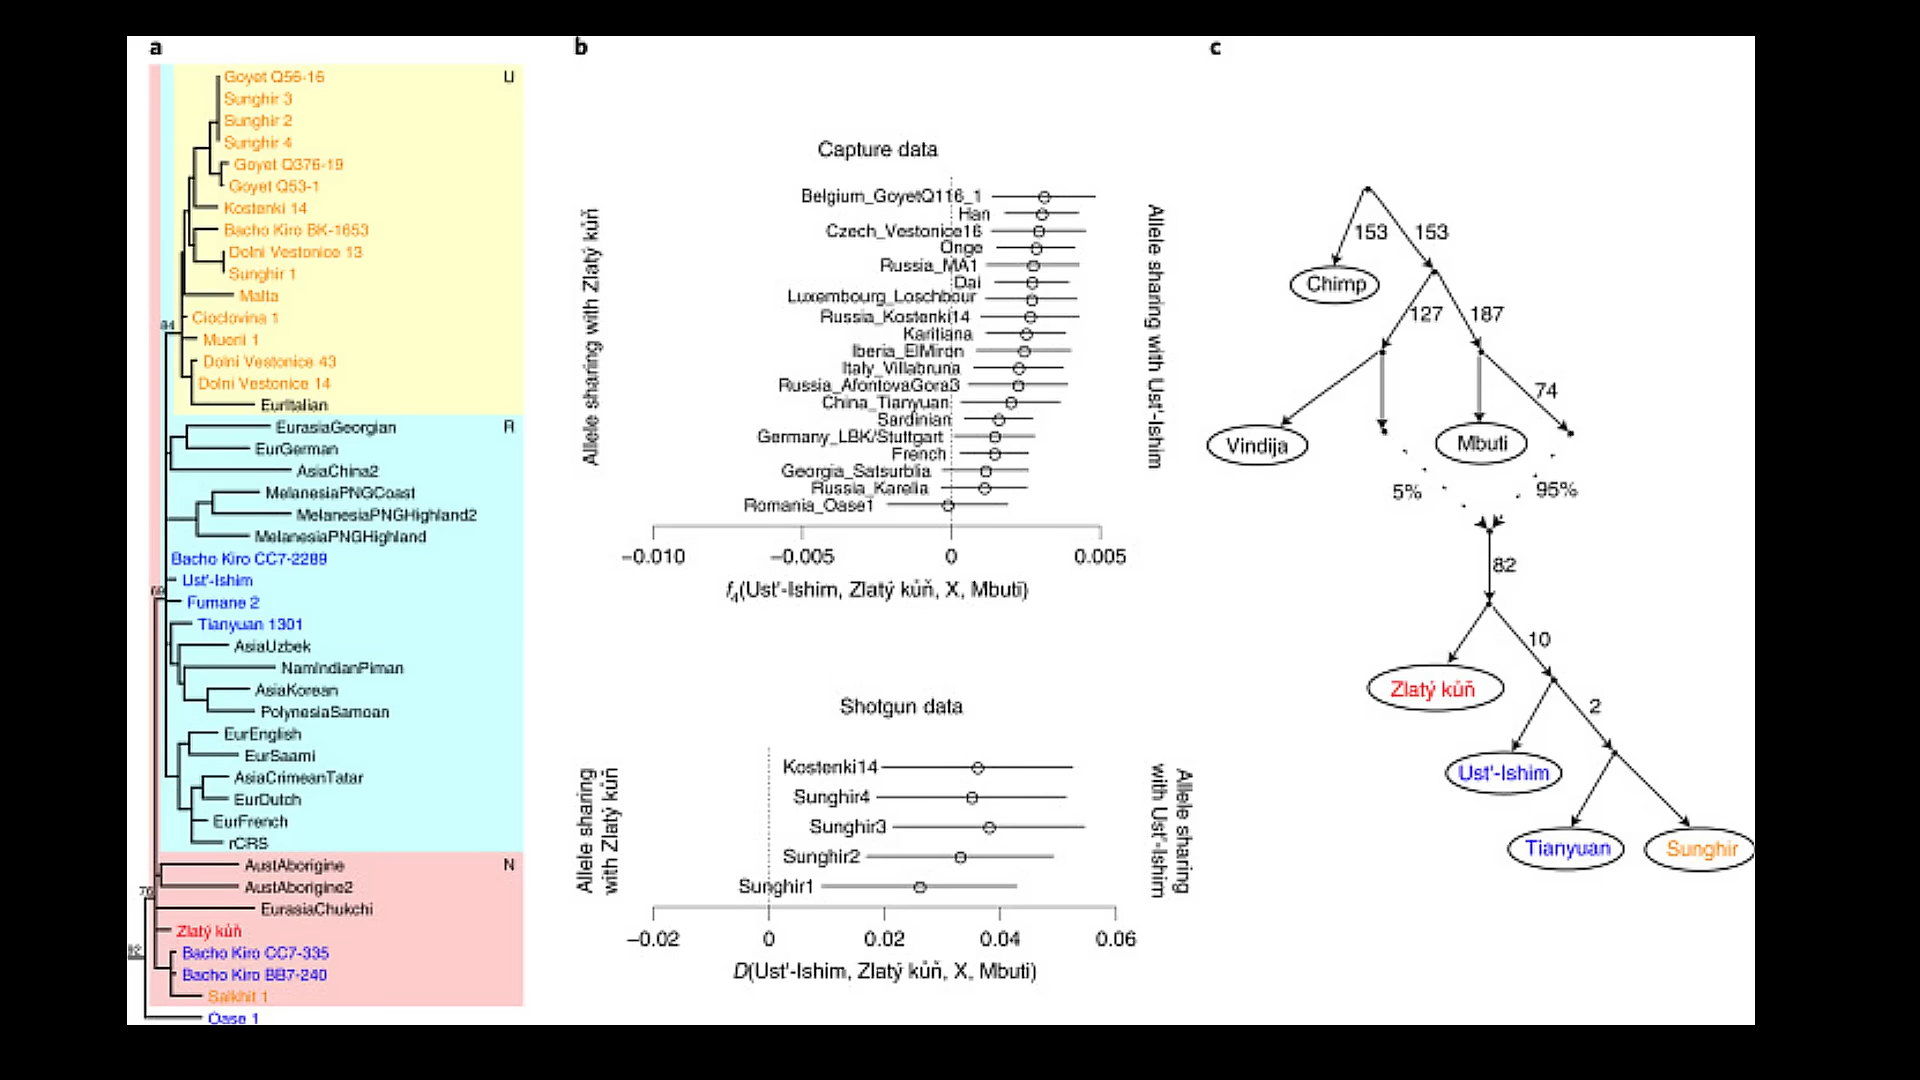 a
Goyet Q56-16
U
Sunghir 3
Sunghir 2
Sunghir 4
Goyet Q376-19
Goyet Q53-1
Kostenki 14
Bacho Kiro BK-1653
Dolni Vestonice 13
Sunghir 1
Malta
Cioclovina 1
84
Muerii 1
Dolni Vestonice 43
Dolni Vestonice 14
EurItalian
EurasiaGeorgian
R
EurGerman
AsiaChina2
MelanesiaPNGCoast
MelanesiaPNGHighland2
MelanesiaPNGHighland
Bacho Kiro CC7-2289
Ust'-Ishim
69
Fumane 2
Tianyuan 1301
AsiaUzbek
NamIndianPiman
AsiaKorean
PolynesiaSamoan
EurEnglish
EurSaami
AsiaCrimeanTatar
EurDutch
EurFrench
rCRS
AustAborigine
N
AustAborigine2
76
EurasiaChukchi
Zlatý kůň
Bacho Kiro CC7-335
62
Bacho Kiro BB7-240
Salkhit 1
Oase 1
b
Capture data
Allele sharing with Zlatý kůň
Allele sharing with Ust'-Ishim
Belgium_GoyetQ116_1
Han
Czech_Vestonice16
Onge
Russia_MA1
Dai
Luxembourg_Loschbour
Russia_Kostenki14
Karitiana
Iberia_ElMiron
Italy_Villabruna
Russia_AfontovaGora3
China_Tianyuan
Sardinian
Germany_LBK/Stuttgart
French
Georgia_Satsurblia
Russia_Karelia
Romania_Oase1
−0.010 −0.005 0 0.005
f4(Ust'-Ishim, Zlatý kůň, X, Mbuti)
Shotgun data
Allele sharing
with Zlatý kůň
Allele sharing
with Ust'-Ishim
Kostenki14
Sunghir4
Sunghir3
Sunghir2
Sunghir1
−0.02 0 0.02 0.04 0.06
D(Ust'-Ishim, Zlatý kůň, X, Mbuti)
c
153 153
Chimp
127 187
74
Vindija
Mbuti
5% 95%
82
10
Zlatý kůň
2
Ust'-Ishim
Tianyuan
Sunghir